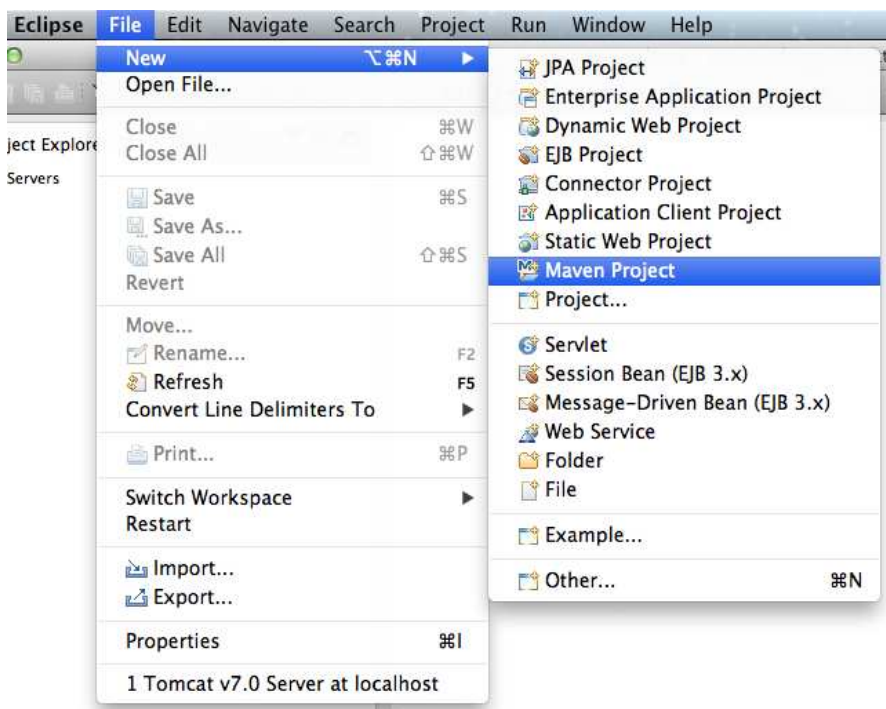 Eclipse File Edit Navigate Search Project Run Window Help
New ⌥⌘N ▶
Open File...
Close ⌘W
Close All ⇧⌘W
Save ⌘S
Save As...
Save All ⇧⌘S
Revert
Move...
Rename... F2
Refresh F5
Convert Line Delimiters To ▶
Print... ⌘P
Switch Workspace ▶
Restart
Import...
Export...
Properties ⌘I
1 Tomcat v7.0 Server at localhost
JPA Project
Enterprise Application Project
Dynamic Web Project
EJB Project
Connector Project
Application Client Project
Static Web Project
Maven Project
Project...
Servlet
Session Bean (EJB 3.x)
Message-Driven Bean (EJB 3.x)
Web Service
Folder
File
Example...
Other... ⌘N
ject Explore
Servers